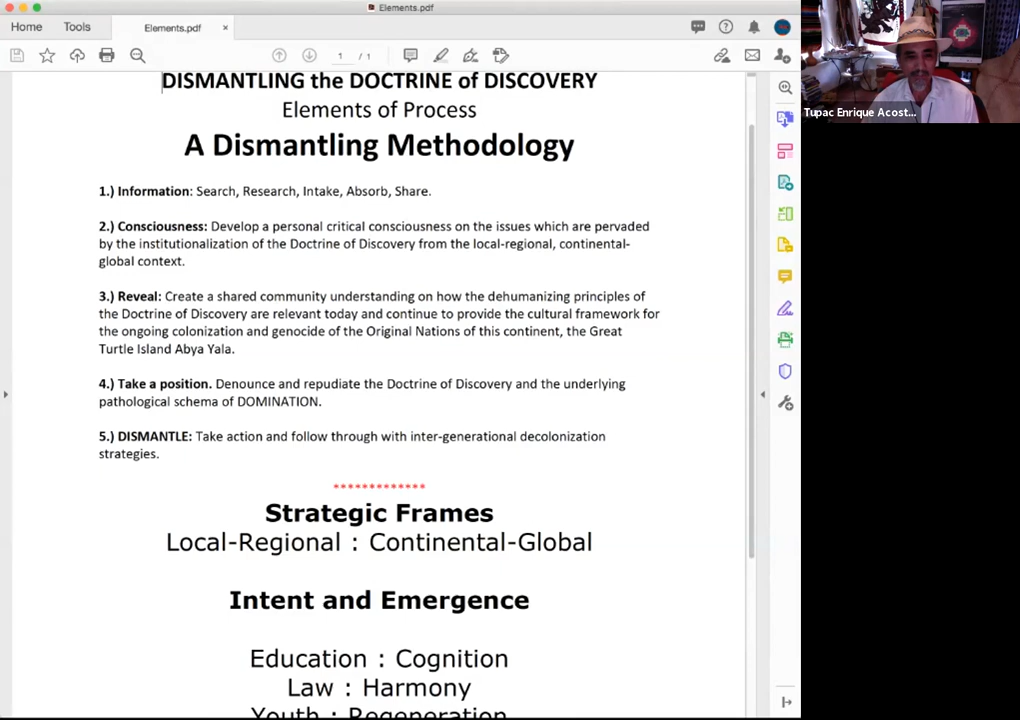 Elements.pdf
Home
Tools
Elements.pdf
×
1 / 1
DISMANTLING the DOCTRINE of DISCOVERY
Elements of Process
A Dismantling Methodology
1.) Information: Search, Research, Intake, Absorb, Share.
2.) Consciousness: Develop a personal critical consciousness on the issues which are pervaded
by the institutionalization of the Doctrine of Discovery from the local-regional, continental-
global context.
3.) Reveal: Create a shared community understanding on how the dehumanizing principles of
the Doctrine of Discovery are relevant today and continue to provide the cultural framework for
the ongoing colonization and genocide of the Original Nations of this continent, the Great
Turtle Island Abya Yala.
4.) Take a position. Denounce and repudiate the Doctrine of Discovery and the underlying
pathological schema of DOMINATION.
5.) DISMANTLE: Take action and follow through with inter-generational decolonization
strategies.
*************
Strategic Frames
Local-Regional : Continental-Global
Intent and Emergence
Education : Cognition
Law : Harmony
Youth : Regeneration
Tupac Enrique Acost...